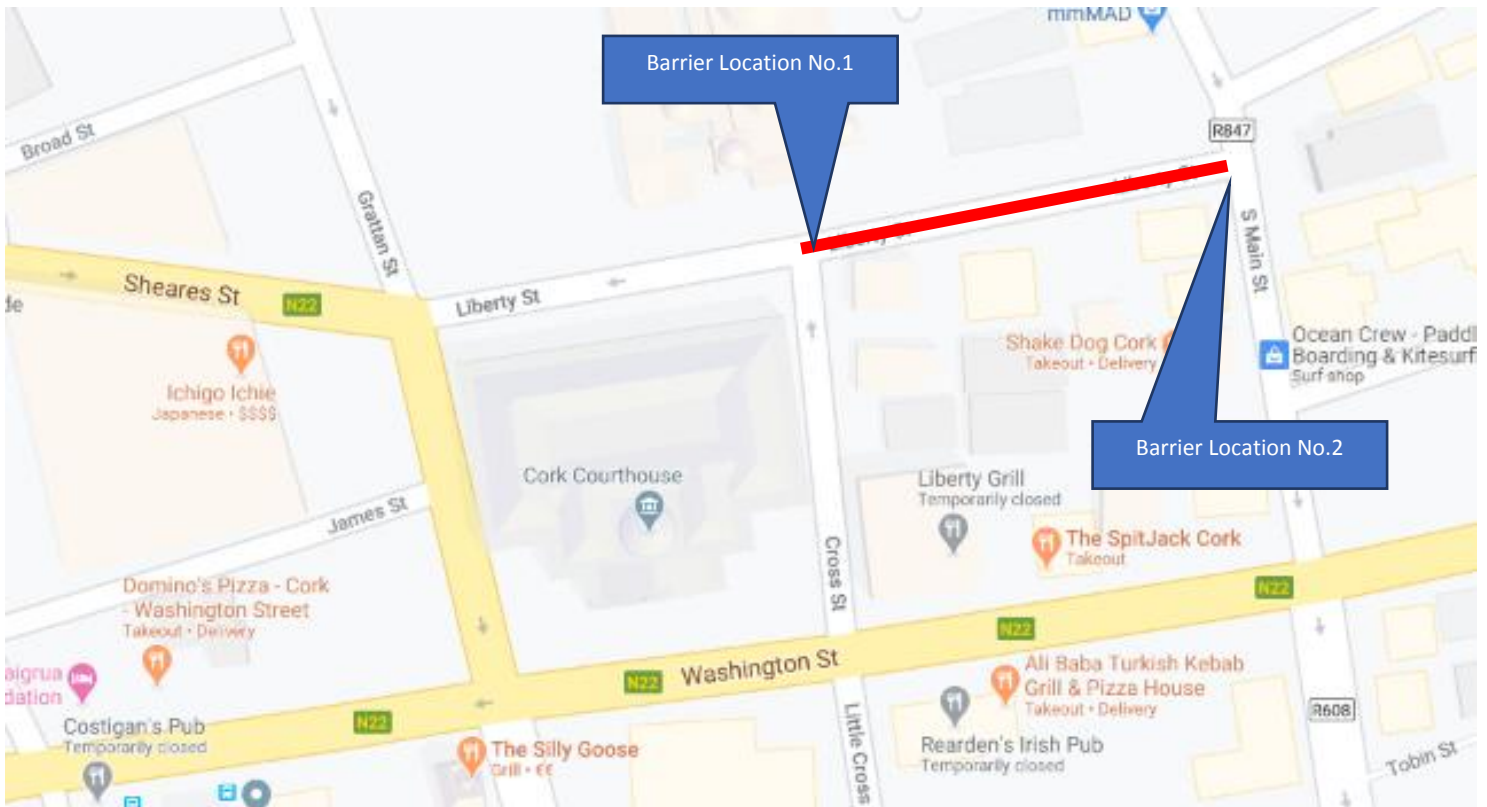 mmMAD
Barrier Location No.1
R847
Broad St
Grattan St
Liberty St
S Main St
Sheares St
N22
Liberty St
Ichigo Ichie
Japanese • $$$$
Shake Dog Cork
Takeout • Delivery
Ocean Crew - Paddl
Boarding & Kitesurf
Surf shop
Barrier Location No.2
Cork Courthouse
Liberty Grill
Temporarily closed
James St
Cross St
The SpitJack Cork
Takeout
N22
Domino's Pizza - Cork
- Washington Street
Takeout • Delivery
N22
Washington St
N22
aigrua
dation
Ali Baba Turkish Kebab
Grill & Pizza House
Takeout • Delivery
N22
Costigan's Pub
Temporarily closed
The Silly Goose
Grill • €€
Little Cross
Rearden's Irish Pub
Temporarily closed
R608
Tobin St